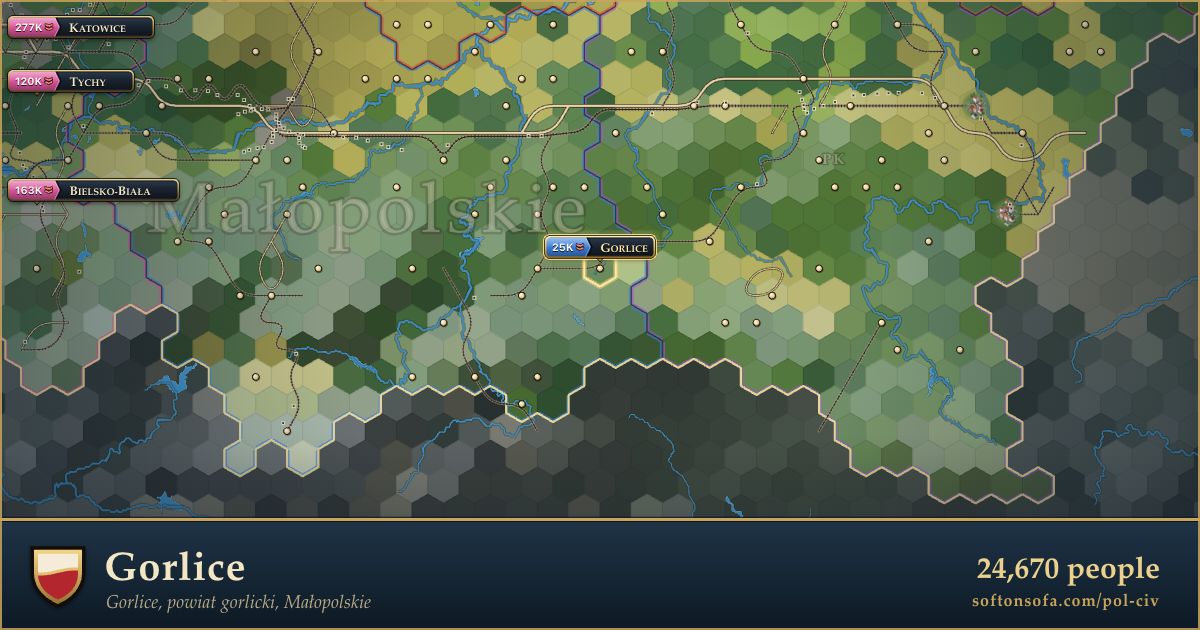 277K Katowice
120K Tychy
PK
163K Bielsko-Biała
Małopolskie
25K Gorlice
Gorlice
24,670 people
Gorlice, powiat gorlicki, Małopolskie
softonsofa.com/pol-civ